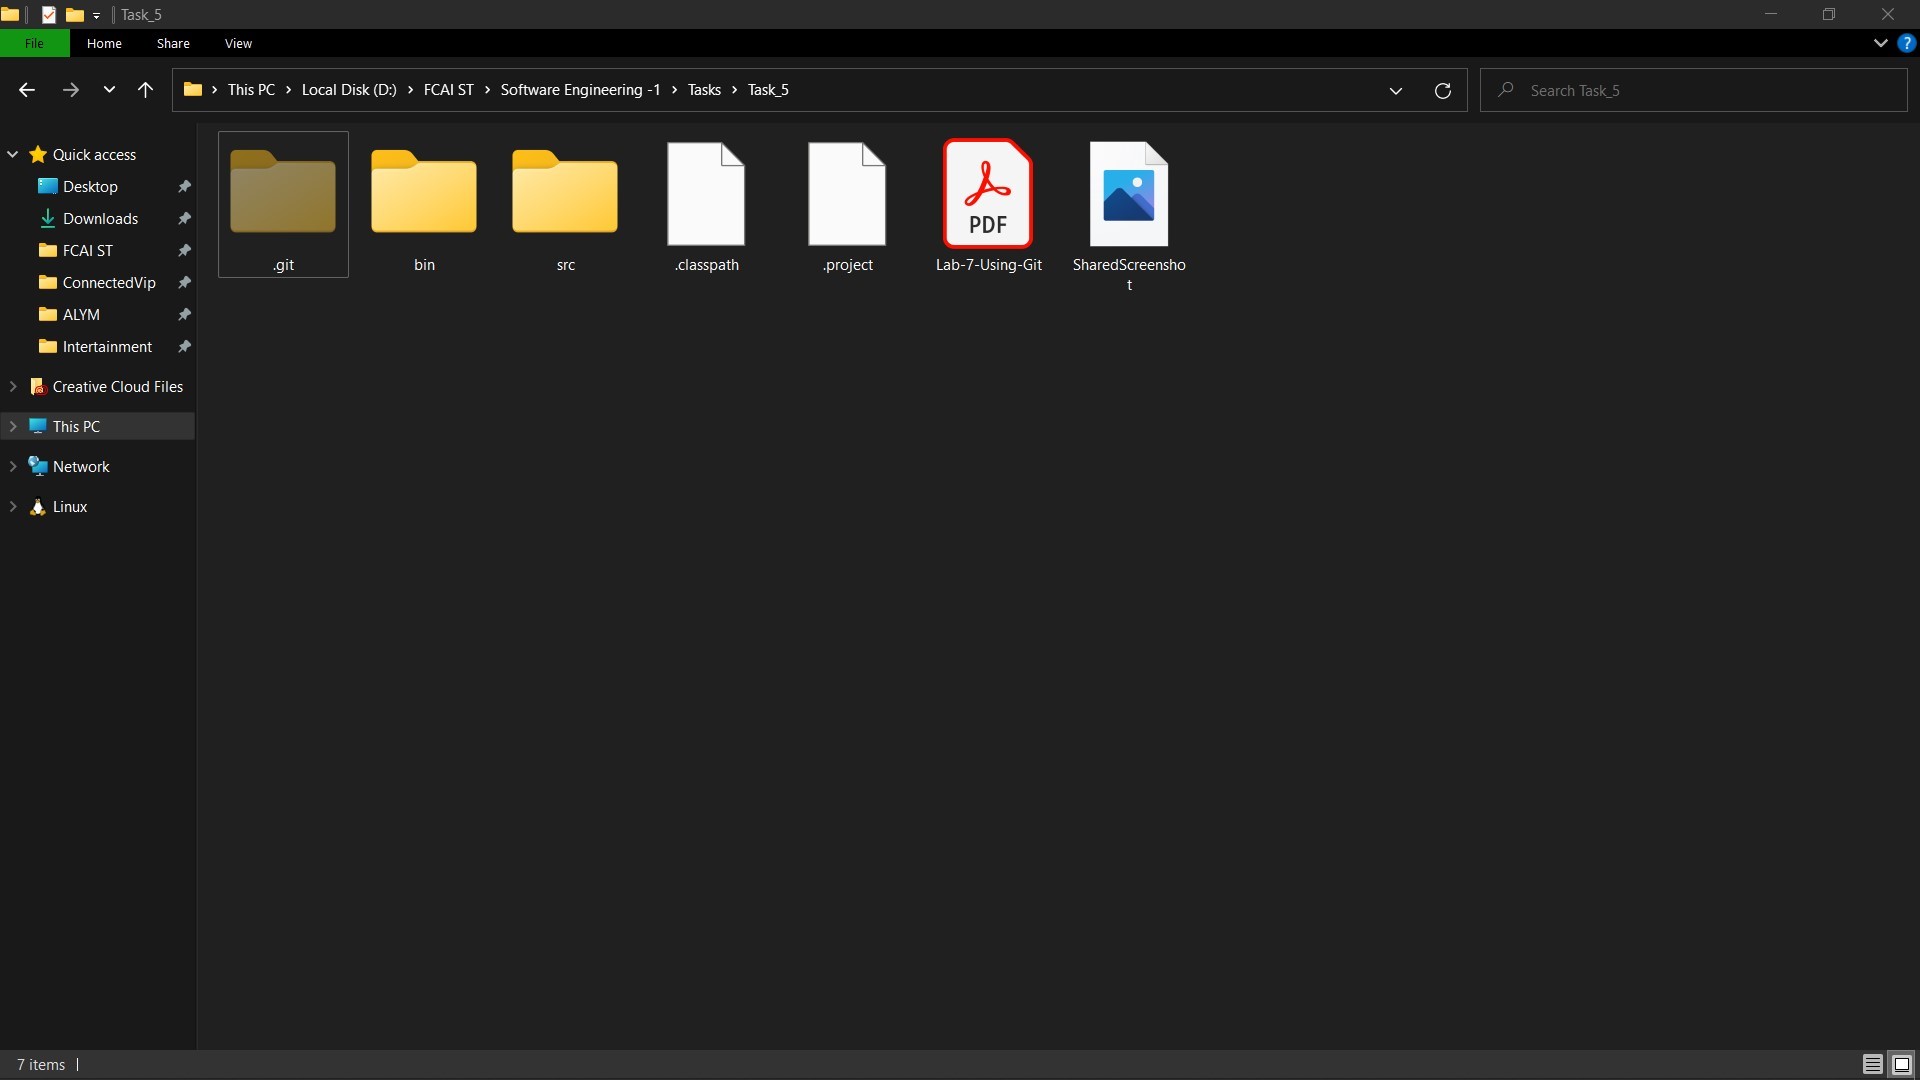 Task_5
File Home Share View
?
This PC > Local Disk (D:) > FCAI ST > Software Engineering -1 > Tasks > Task_5
Search Task_5
Quick access
Desktop
Downloads
FCAI ST
ConnectedVip
ALYM
Intertainment
Creative Cloud Files
This PC
Network
Linux
.git
bin
src
.classpath
.project
PDF
Lab-7-Using-Git
SharedScreensho
t
7 items